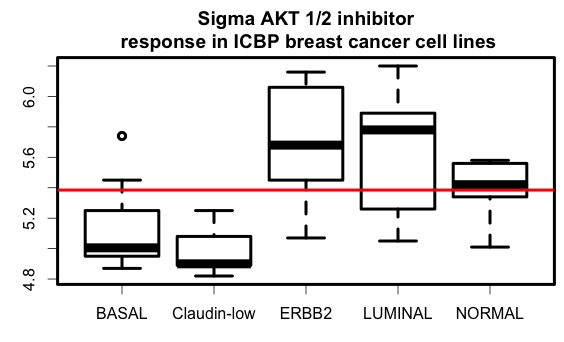 Sigma AKT 1/2 inhibitor
response in ICBP breast cancer cell lines
6.0
5.6
5.2
4.8
BASAL Claudin-low ERBB2 LUMINAL NORMAL